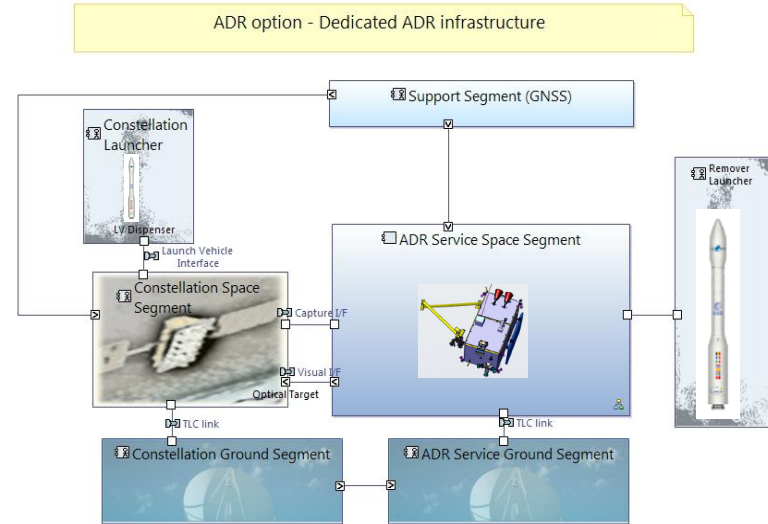 ADR option - Dedicated ADR infrastructure
Support Segment (GNSS)
Constellation
Launcher
LV Dispenser
Launch Vehicle
Interface
Remover
Launcher
ADR Service Space Segment
Constellation Space
Segment
Capture I/F
Visual I/F
Optical Target
TLC link
TLC link
Constellation Ground Segment
ADR Service Ground Segment